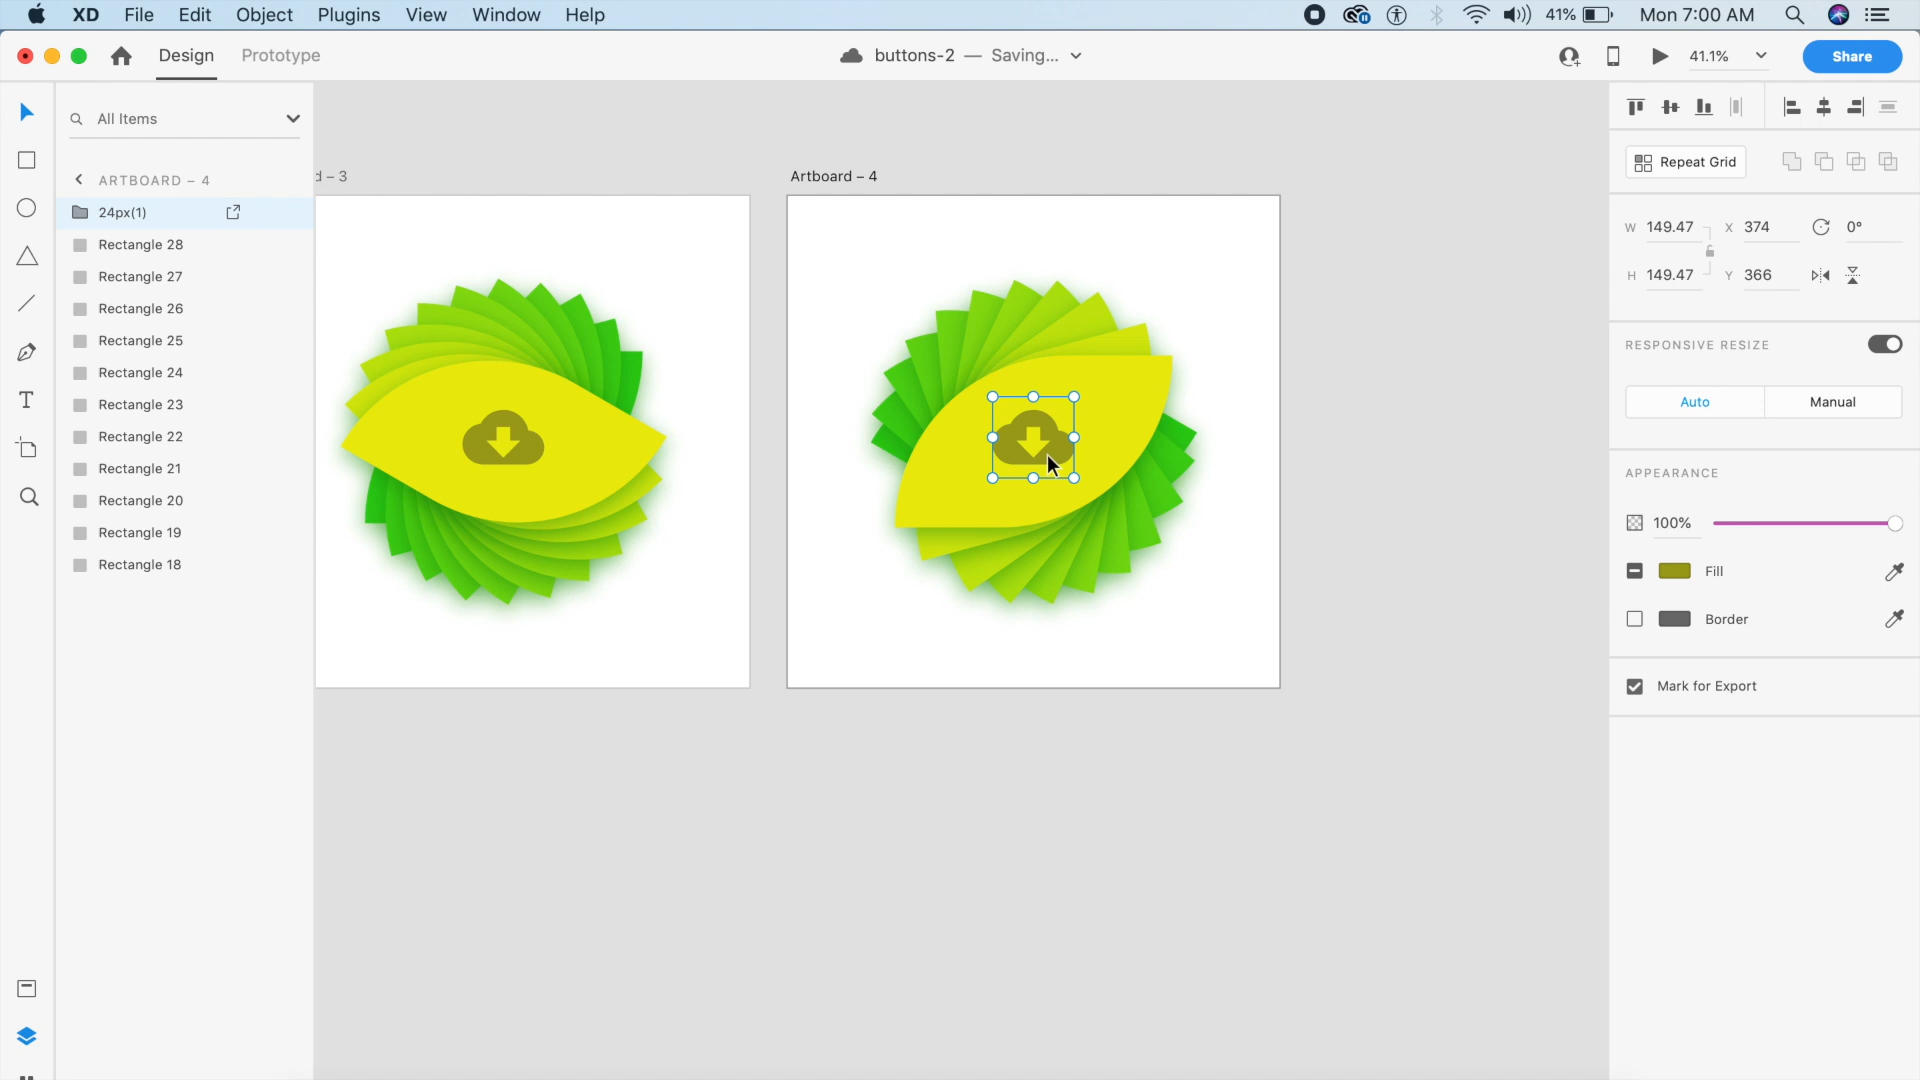 XD File Edit Object Plugins View Window Help 41% Mon 7:00 AM
Design Prototype buttons-2 — Saving... 41.1% Share
All Items
Repeat Grid
ARTBOARD – 4
d – 3
Artboard – 4
24px(1)
Rectangle 28
Rectangle 27
Rectangle 26
Rectangle 25
Rectangle 24
Rectangle 23
Rectangle 22
Rectangle 21
Rectangle 20
Rectangle 19
Rectangle 18
W 149.47 X 374 0°
H 149.47 Y 366
RESPONSIVE RESIZE
Auto Manual
APPEARANCE
100%
Fill
Border
Mark for Export